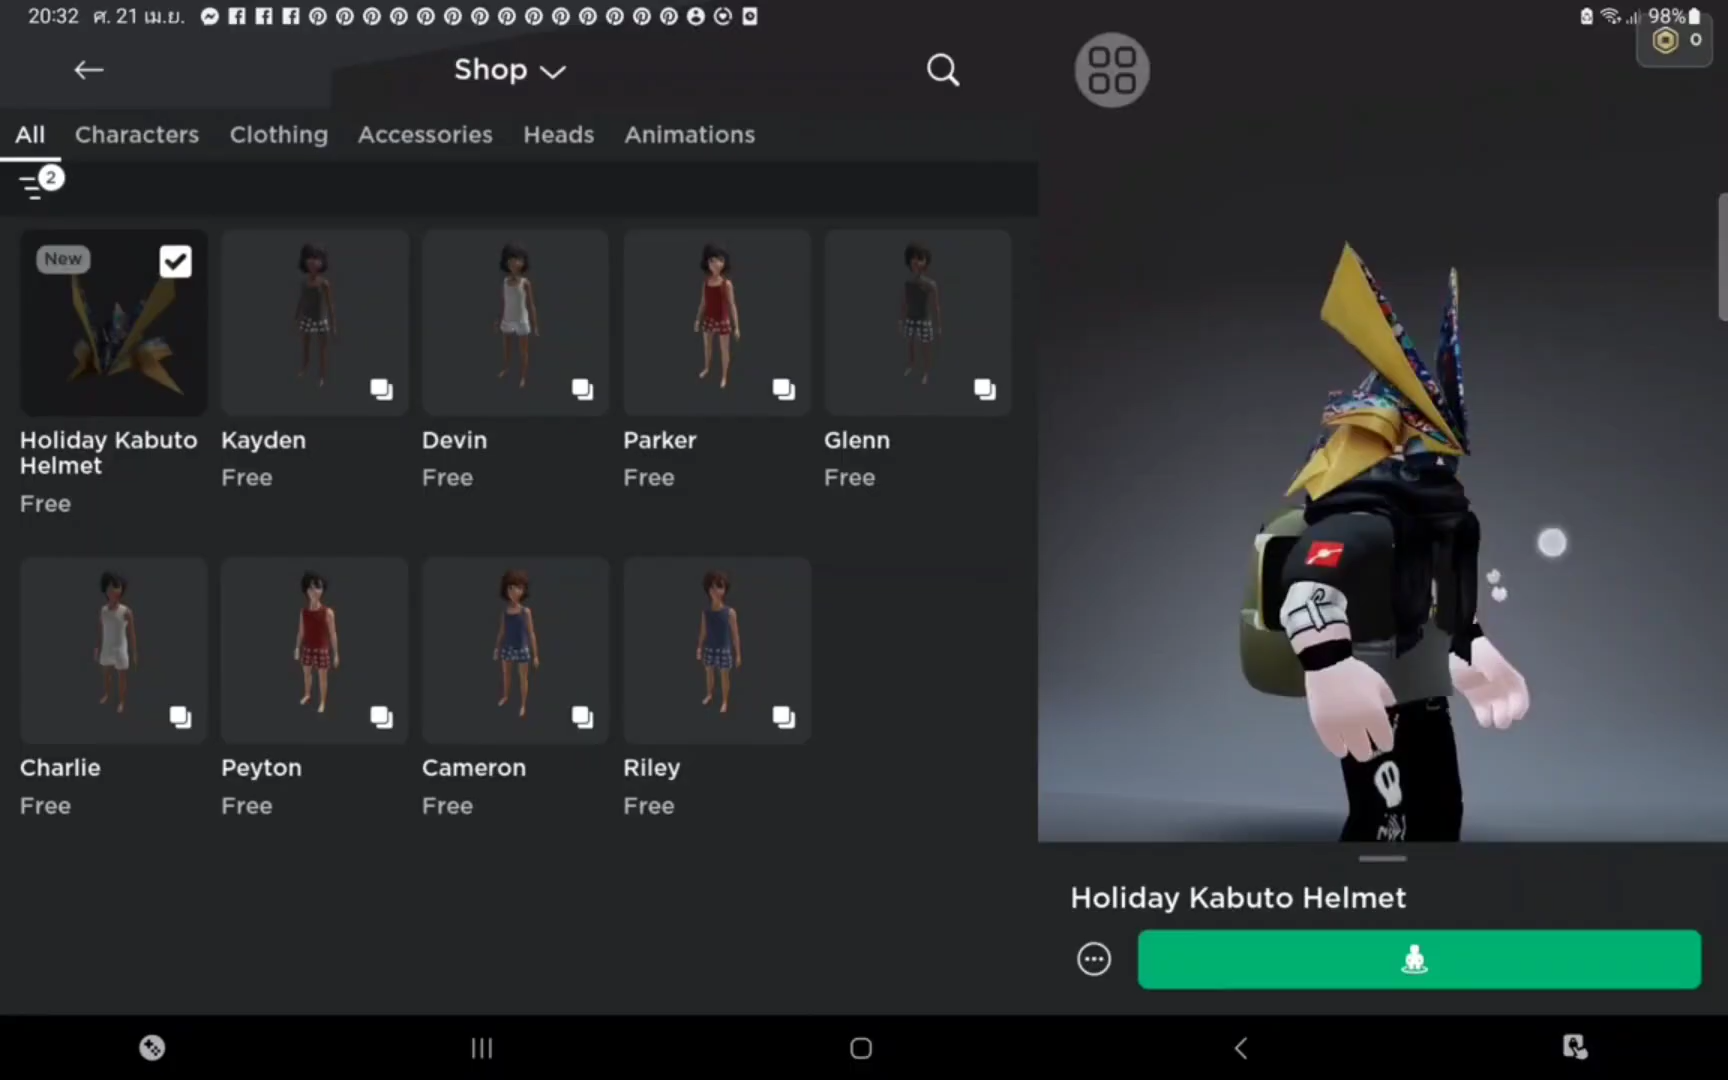 20:32 ศ. 21 เม.ย.
98%
0
Shop
All Characters Clothing Accessories Heads Animations
2
New
Holiday Kabuto
Helmet
Free
Kayden
Free
Devin
Free
Parker
Free
Glenn
Free
Charlie
Free
Peyton
Free
Cameron
Free
Riley
Free
Holiday Kabuto Helmet